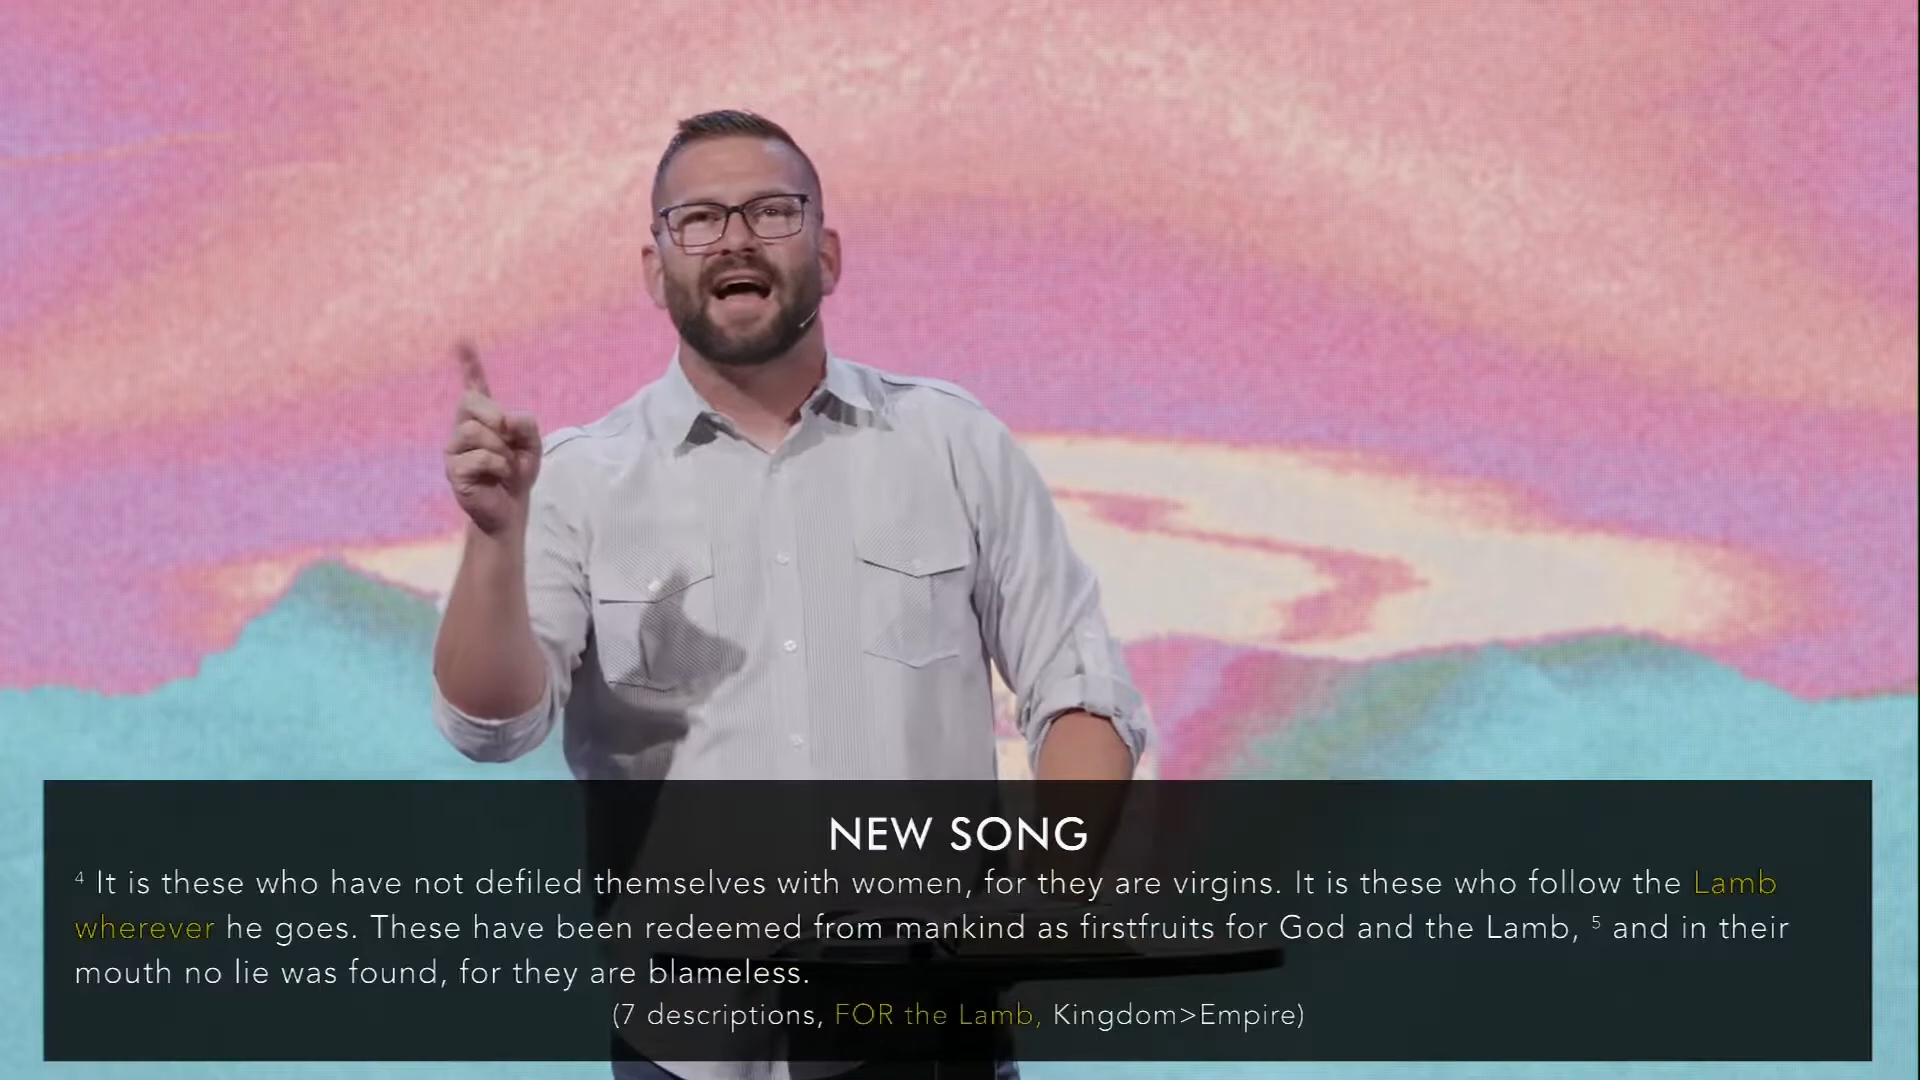 NEW SONG
⁴ It is these who have not defiled themselves with women, for they are virgins. It is these who follow the Lamb
wherever he goes. These have been redeemed from mankind as firstfruits for God and the Lamb, ⁵ and in their
mouth no lie was found, for they are blameless.
(7 descriptions, FOR the Lamb, Kingdom>Empire)